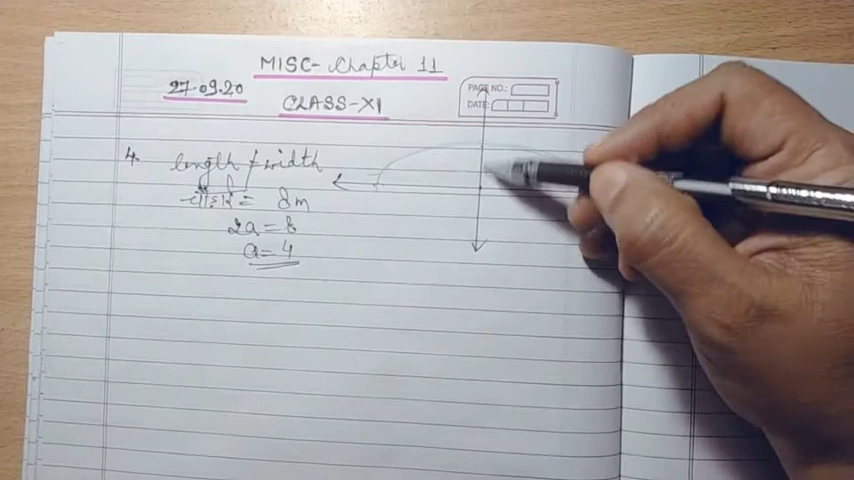 MISC- Chapter 11
27.09.20
CLASS-XI
PAGE NO.:
DATE:
4. length / width
= 8m
2a = 8
a = 4